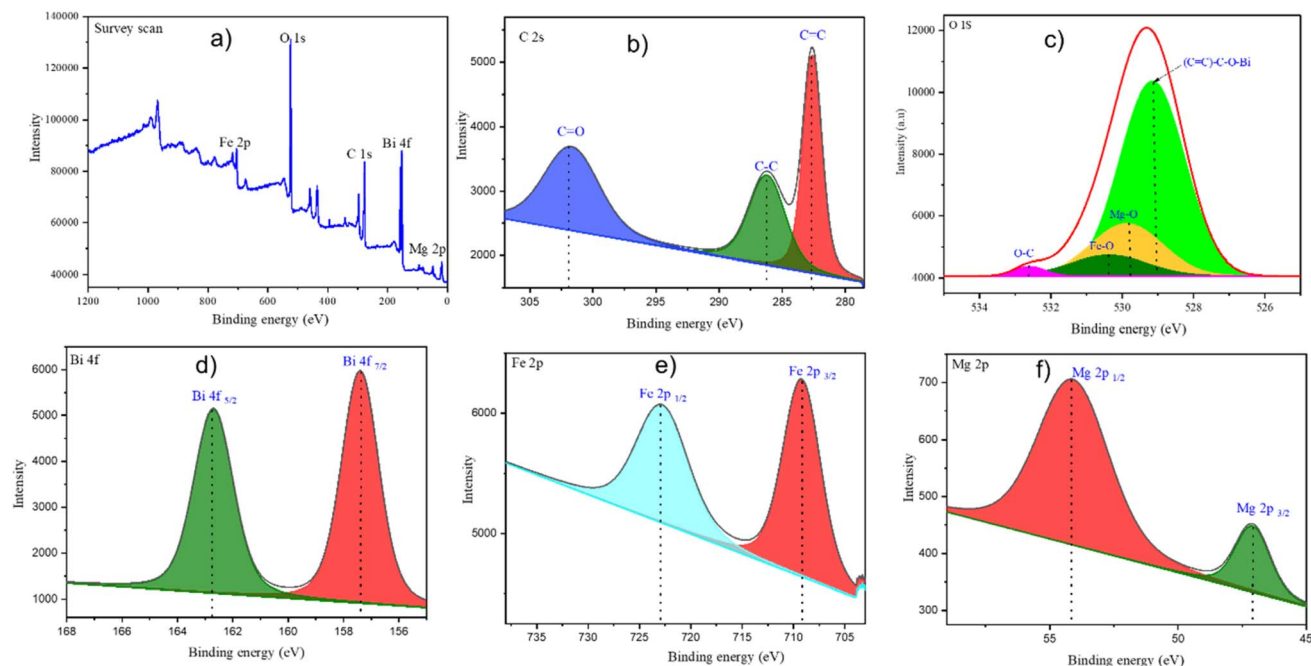 Survey scan
a)
O 1s
Fe 2p
C 1s
Bi 4f
Mg 2p
140000
120000
100000
80000
60000
40000
Intensity
1200 1000 800 600 400 200 0
Binding energy (eV)
C 2s
b)
C=C
C=O
C-C
5000
4000
3000
2000
Intensity
305 300 295 290 285 280
Binding energy (eV)
O 1S
c)
(C=C)-C-O-Bi
Mg-O
Fe-O
O-C
12000
10000
8000
6000
4000
Intensity (a.u)
534 532 530 528 526
Binding energy (eV)
Bi 4f
d)
Bi 4f 7/2
Bi 4f 5/2
6000
5000
4000
3000
2000
1000
Intensity
168 166 164 162 160 158 156
Binding energy (eV)
Fe 2p
e)
Fe 2p 3/2
Fe 2p 1/2
6000
5000
Intensity
735 730 725 720 715 710 705
Binding energy (eV)
Mg 2p
f)
Mg 2p 1/2
Mg 2p 3/2
700
600
500
400
300
Intensity
55 50 45
Binding energy (eV)